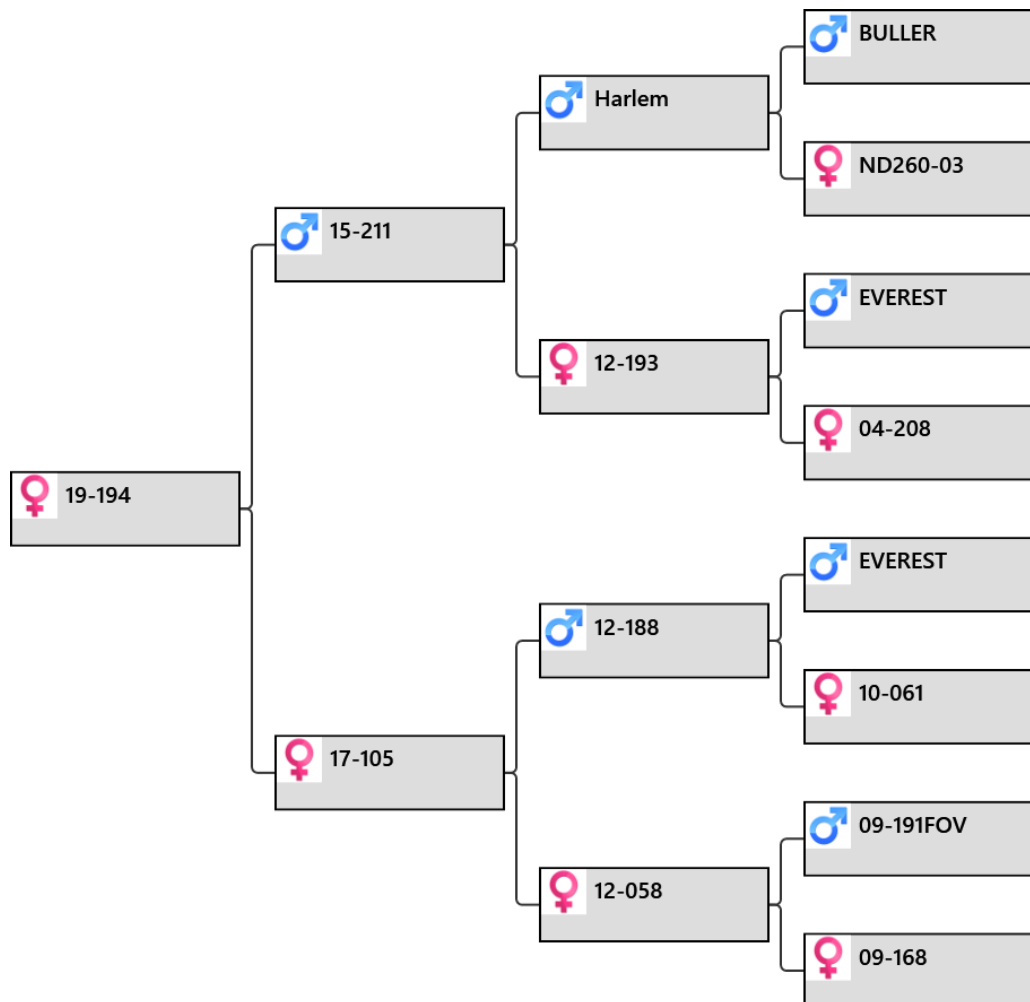 BULLER
Harlem
ND260-03
15-211
EVEREST
12-193
04-208
19-194
EVEREST
12-188
10-061
17-105
09-191FOV
12-058
09-168